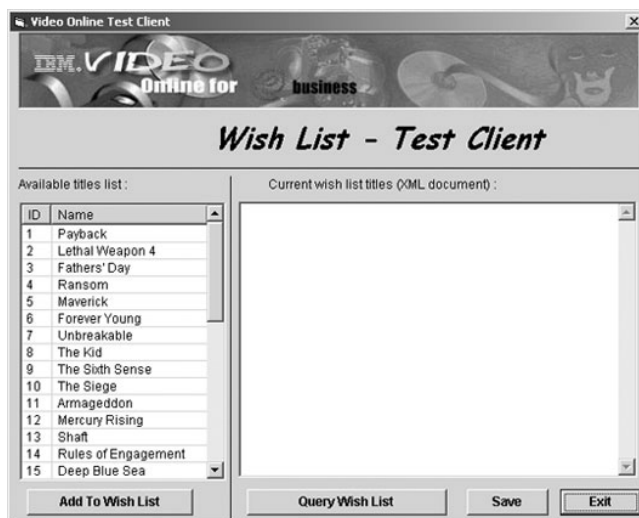 Video Online Test Client
IBM. VIDEO
Online for business
Wish List - Test Client
Available titles list :
Current wish list titles (XML document) :
ID Name
1 Payback
2 Lethal Weapon 4
3 Fathers' Day
4 Ransom
5 Maverick
6 Forever Young
7 Unbreakable
8 The Kid
9 The Sixth Sense
10 The Siege
11 Armageddon
12 Mercury Rising
13 Shaft
14 Rules of Engagement
15 Deep Blue Sea
Add To Wish List
Query Wish List
Save
Exit